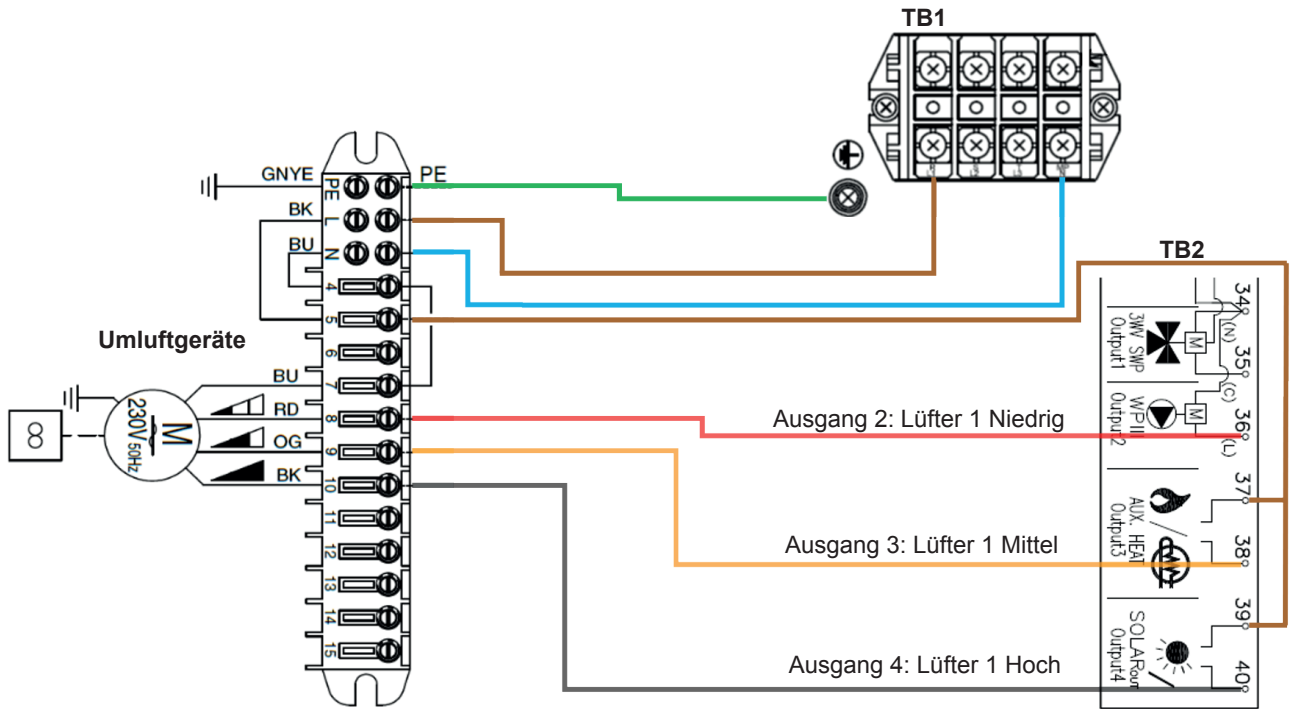 TB1
GNYE
PE
PE
BK
L
BU
N
4
TB2
5
Umluftgeräte
6
BU
7
RD
8
OG
9
BK
10
11
12
13
14
15
M
230V 50Hz
8
Ausgang 2: Lüfter 1 Niedrig
Ausgang 3: Lüfter 1 Mittel
Ausgang 4: Lüfter 1 Hoch
34
(N)
3WV SWP
Output1
M
35
(C)
WPIII
Output2
M
36
(L)
37
AUX. HEAT
Output3
38
39
SOLAROUT
Output4
40